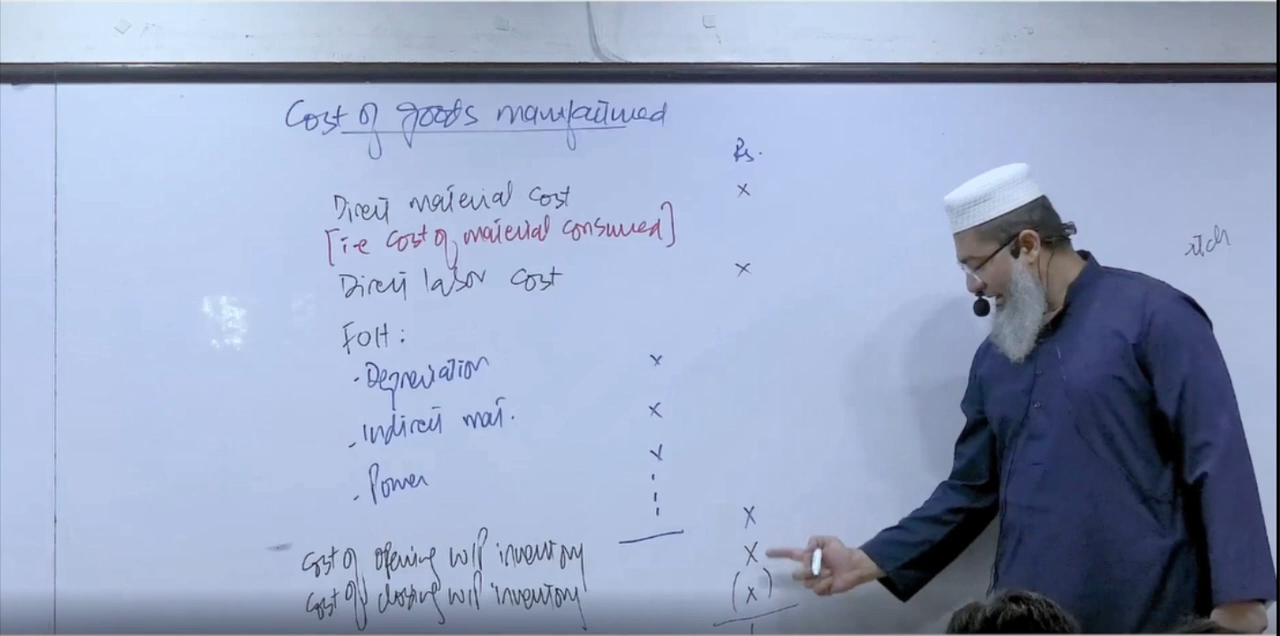 Cost of goods manufactured
Rs.
Direct material cost x
[i.e cost of material consumed]
Direct labor cost x
FOH:
- Depreciation x
- Indirect mat. x
- Power x
x
Cost of opening WIP inventory x
Cost of closing WIP inventory (x)